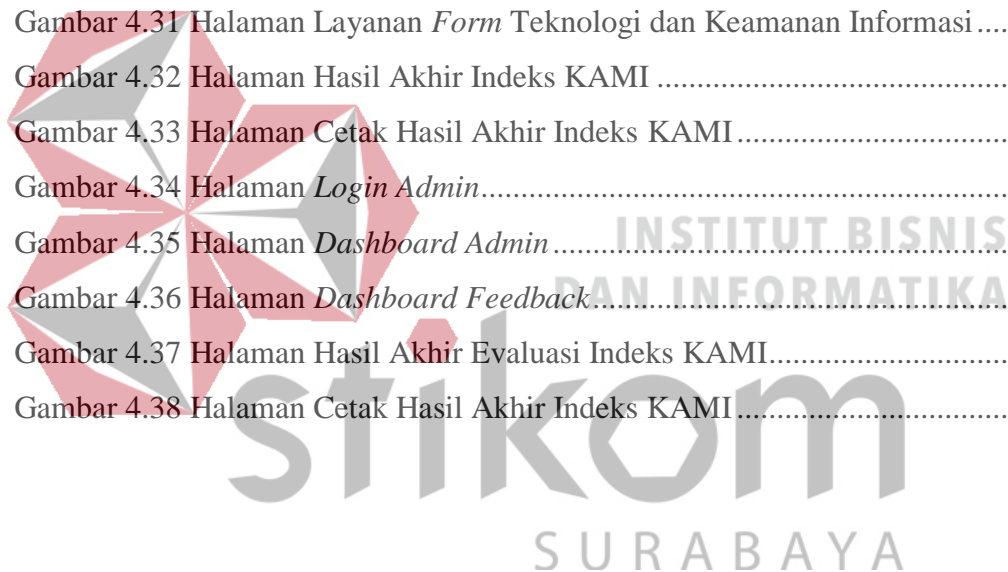 Gambar 4.31 Halaman Layanan Form Teknologi dan Keamanan Informasi ....
Gambar 4.32 Halaman Hasil Akhir Indeks KAMI .....................................
Gambar 4.33 Halaman Cetak Hasil Akhir Indeks KAMI ...........................
Gambar 4.34 Halaman Login Admin...................................................
Gambar 4.35 Halaman Dashboard Admin ............................................
Gambar 4.36 Halaman Dashboard Feedback........................................
Gambar 4.37 Halaman Hasil Akhir Evaluasi Indeks KAMI.......................
Gambar 4.38 Halaman Cetak Hasil Akhir Indeks KAMI ...........................
INSTITUT BISNIS
DAN INFORMATIKA
stikom
SURABAYA